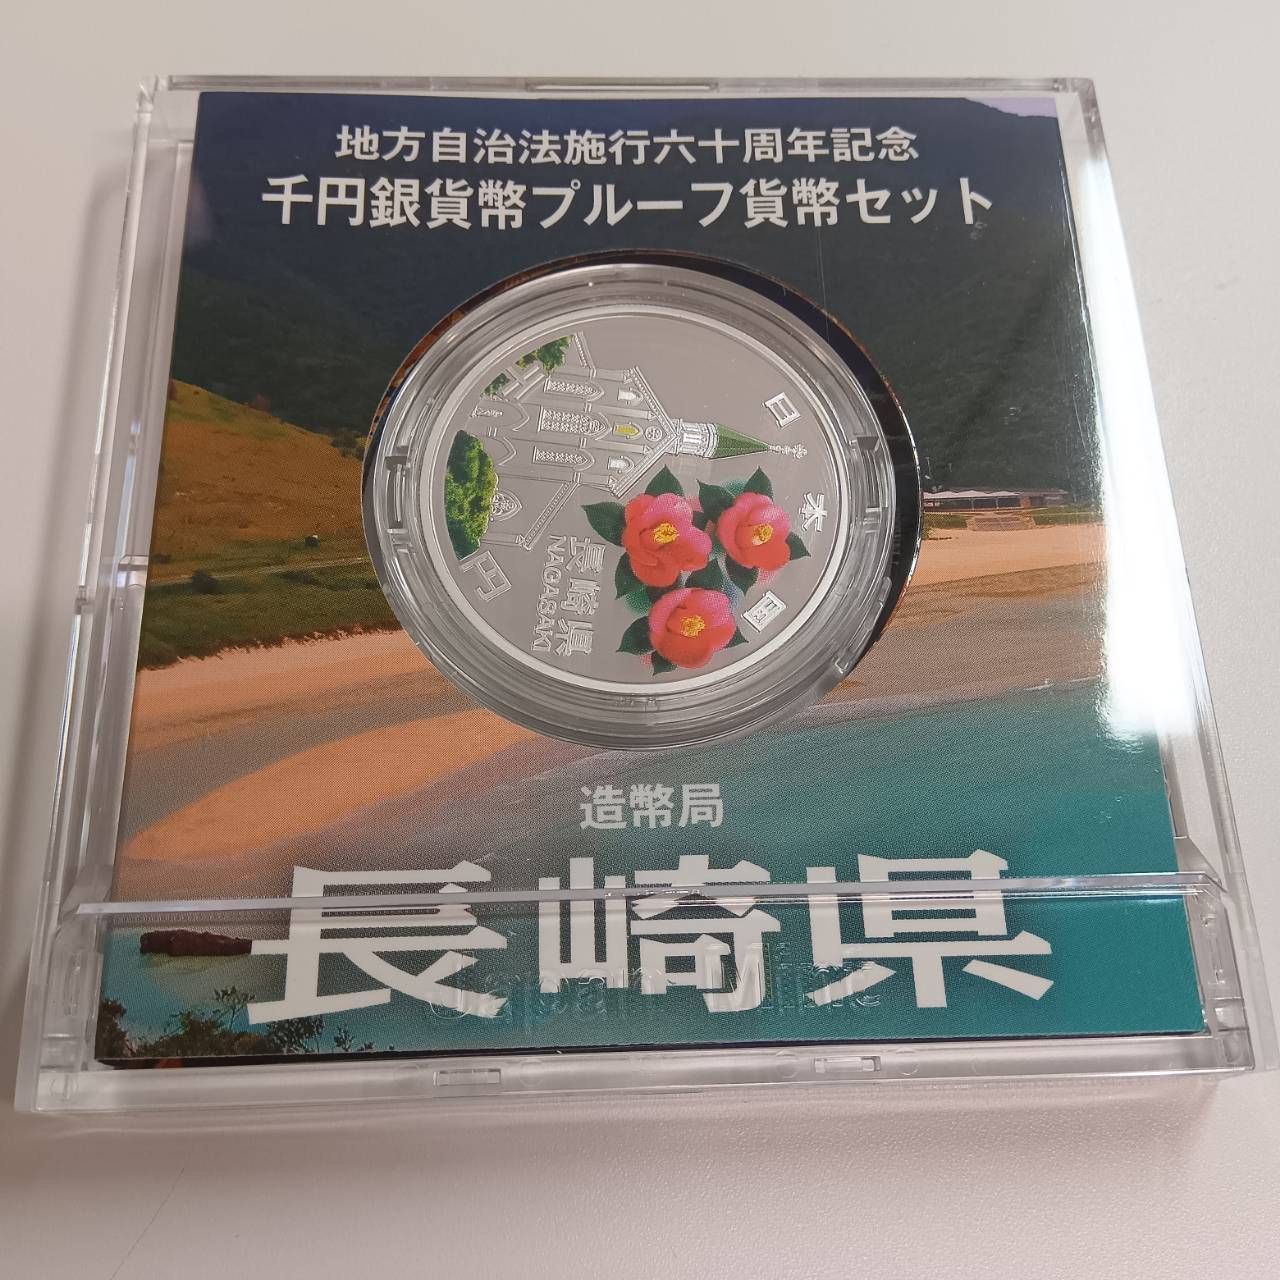 地方自治法施行六十周年記念
千円銀貨幣プルーフ貨幣セット
日本国
千円
長崎県
NAGASAKI
造幣局
長崎県
Japan Mint